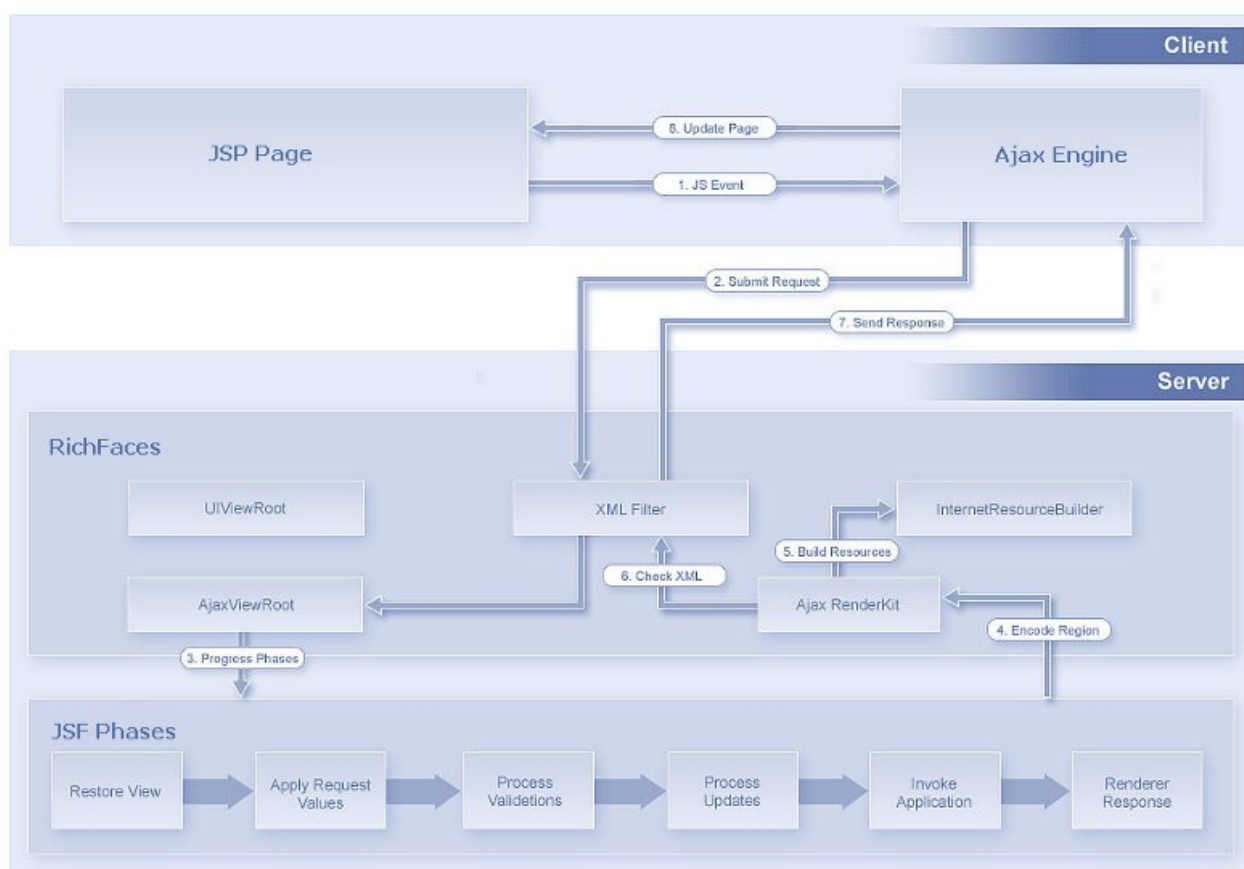 Client
JSP Page
Ajax Engine
8. Update Page
1. JS Event
2. Submit Request
7. Send Response
Server
RichFaces
UIViewRoot
XML Filter
InternetResourceBuilder
5. Build Resources
6. Check XML
AjaxViewRoot
Ajax RenderKit
4. Encode Region
3. Progress Phases
JSF Phases
Restore View
Apply Request
Values
Process
Validetions
Process
Updates
Invoke
Application
Renderer
Response